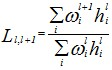 L_{l,l+1} = \frac{\sum_i \omega_i^{l+1} h_i^l}{\sum_i \omega_i^l h_i^l}